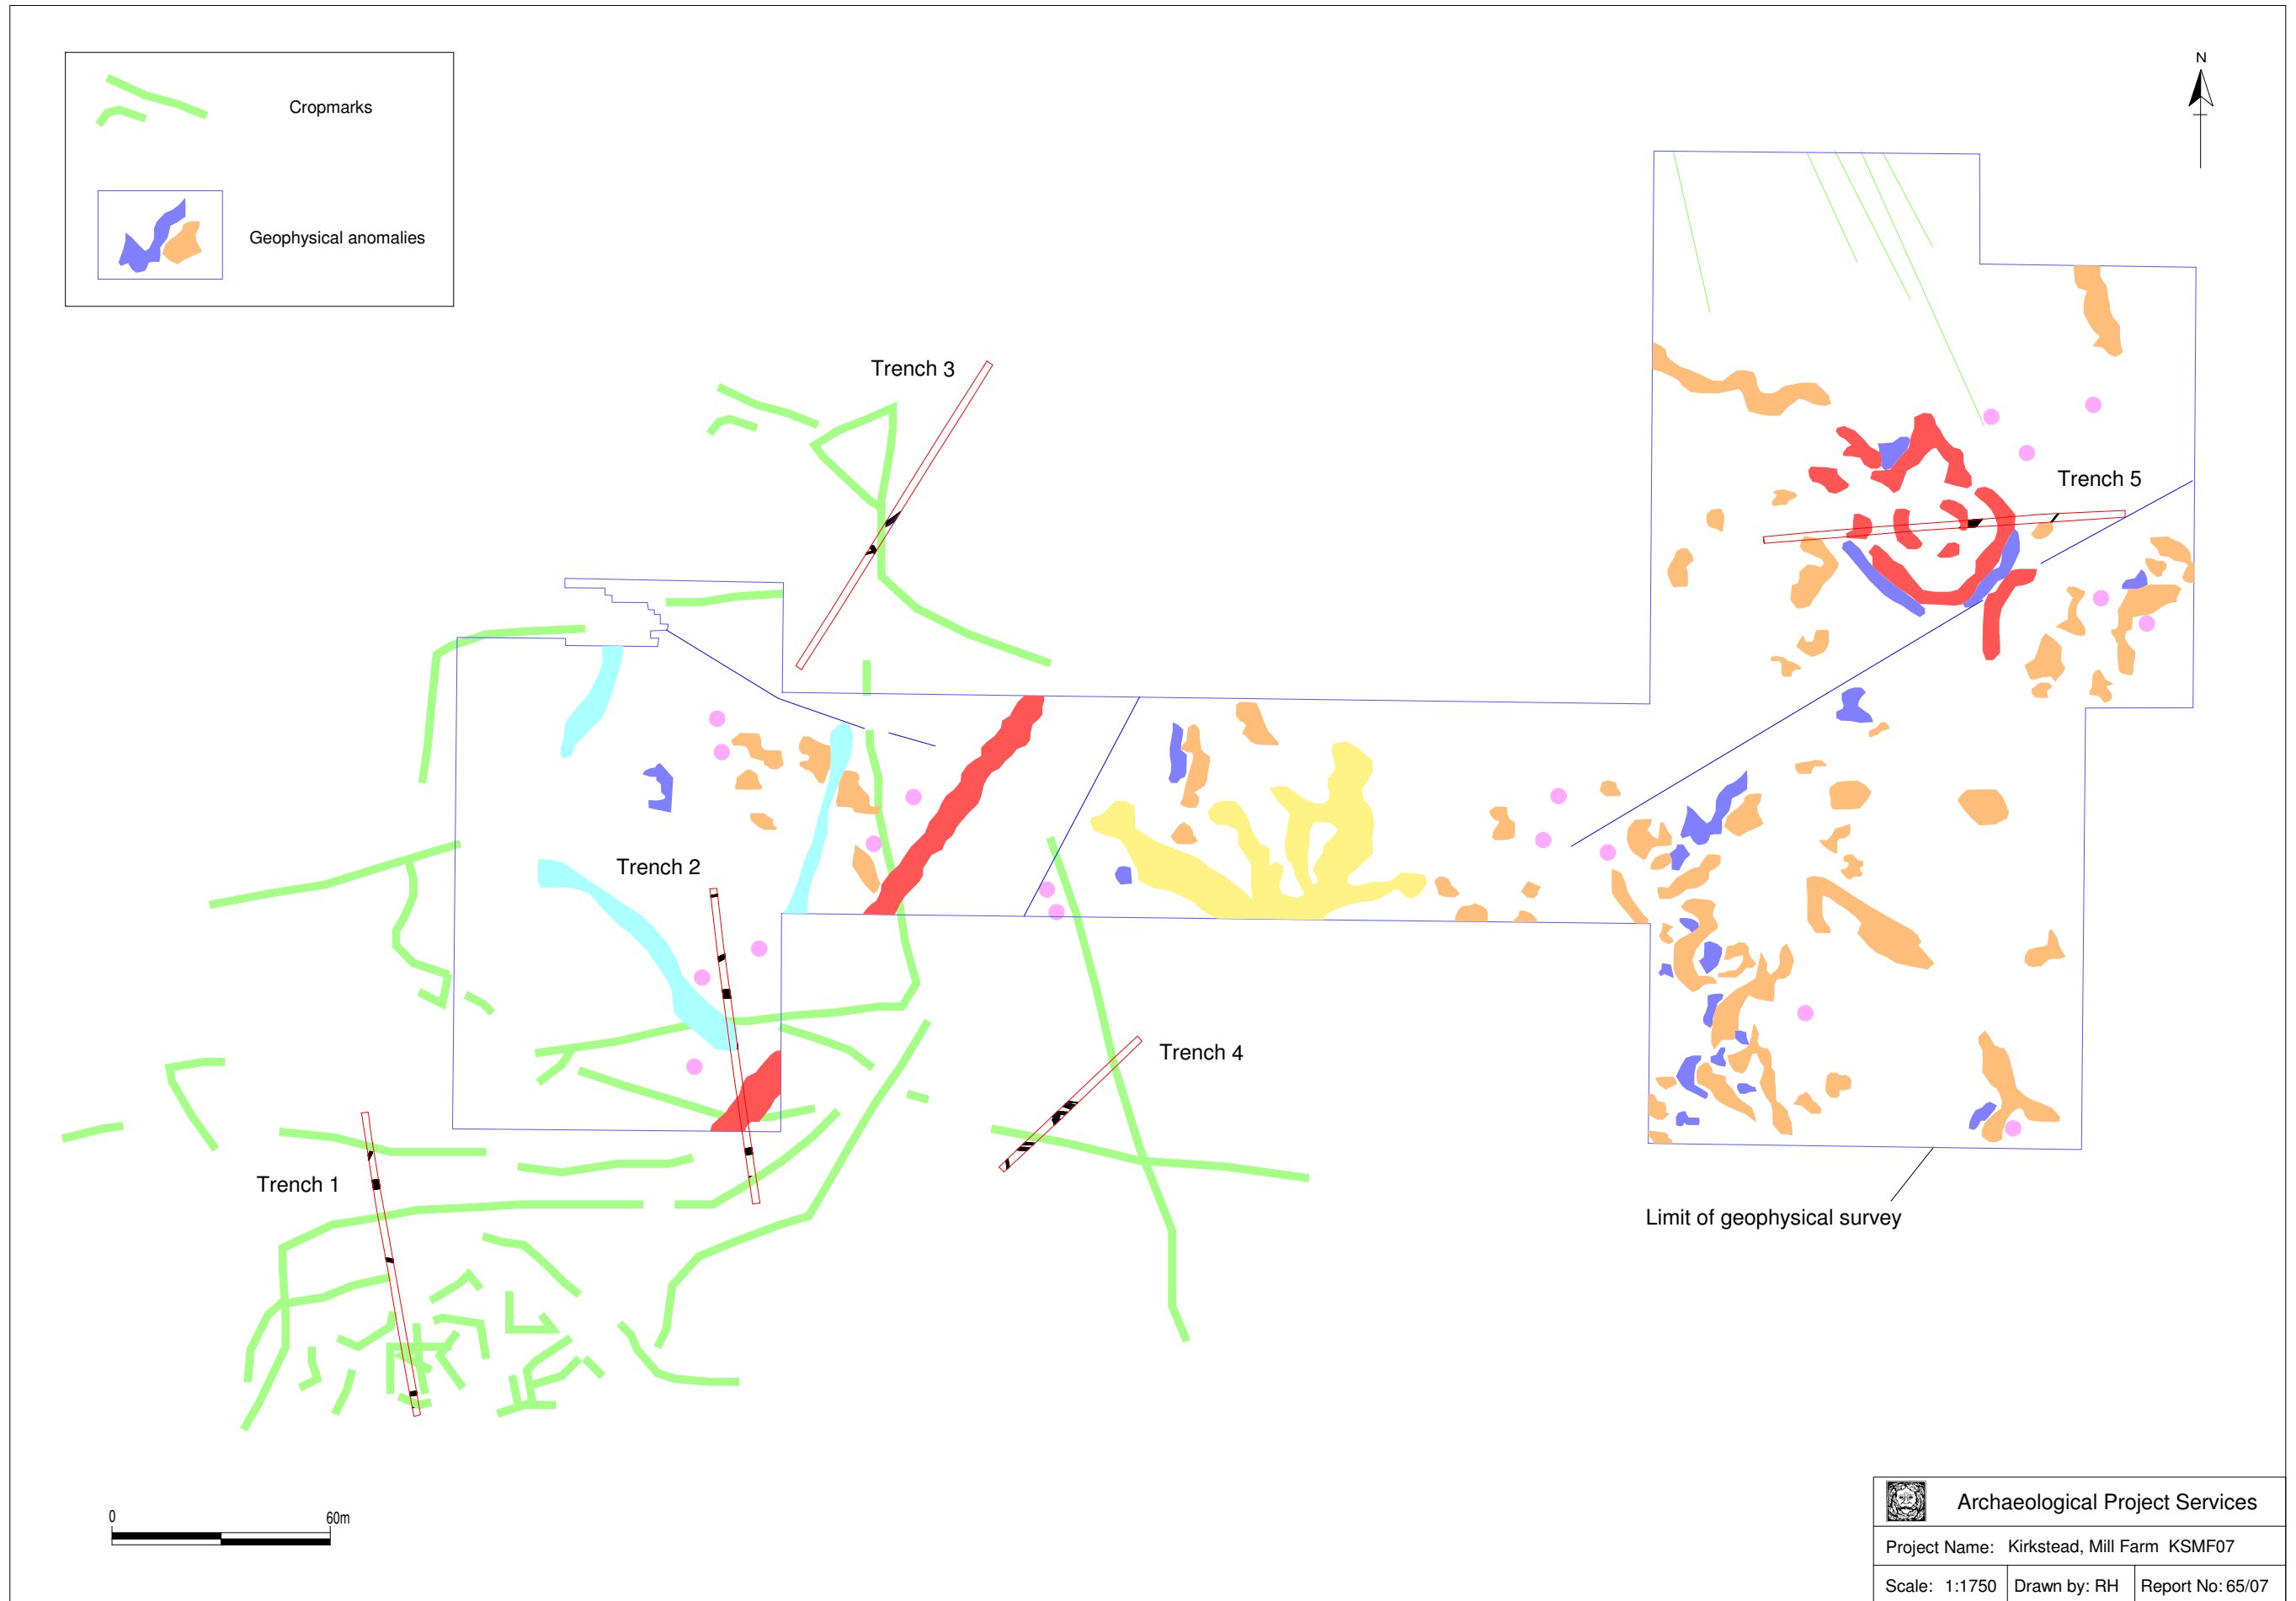 N
Cropmarks
Geophysical anomalies
Trench 3
Trench 5
Trench 2
Trench 4
Trench 1
Limit of geophysical survey
0 60m
Archaeological Project Services
Project Name: Kirkstead, Mill Farm KSMF07
Scale: 1:1750 Drawn by: RH Report No: 65/07